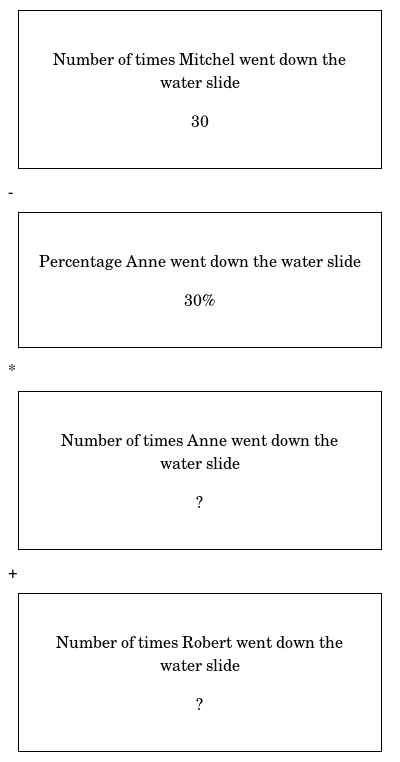 Number of times Mitchel went down the
water slide
30
-
Percentage Anne went down the water slide
30%
*
Number of times Anne went down the
water slide
?
+
Number of times Robert went down the
water slide
?